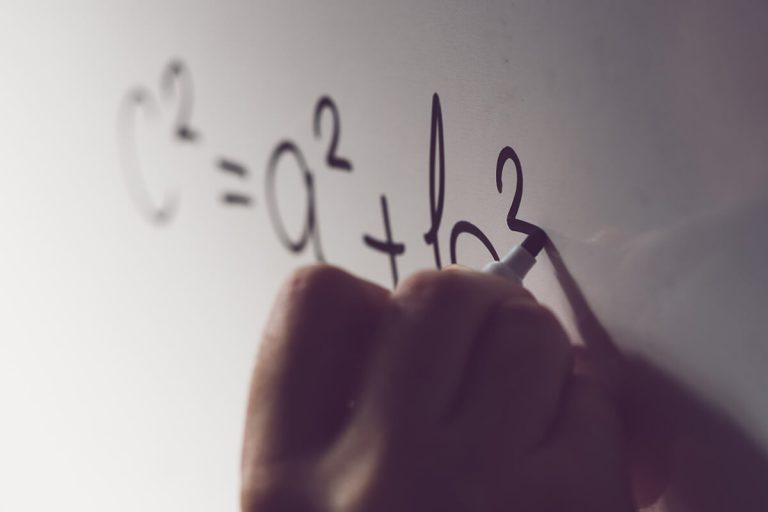 C² = a² + b²